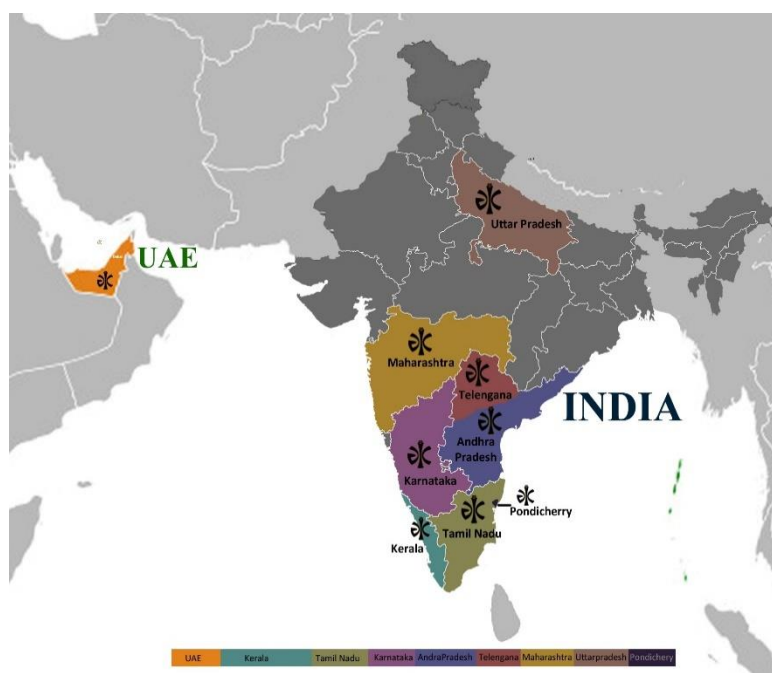 Uttar Pradesh
UAE
Maharashtra
Telengana
INDIA
Andhra
Pradesh
Karnataka
Pondicherry
Tamil Nadu
Kerala
UAE Kerala Tamil Nadu Karnataka AndraPradesh Telengana Maharashtra Uttarpradesh Pondichery